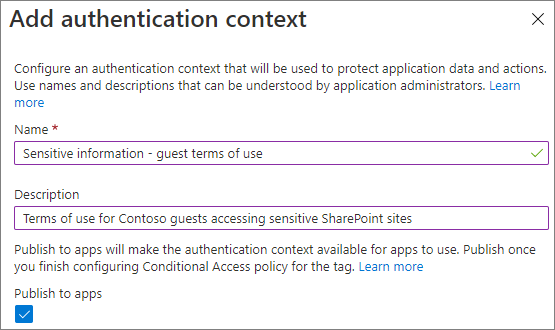 Add authentication context
Configure an authentication context that will be used to protect application data and actions.
Use names and descriptions that can be understood by application administrators. Learn
more
Name *
Sensitive information - guest terms of use
Description
Terms of use for Contoso guests accessing sensitive SharePoint sites
Publish to apps will make the authentication context available for apps to use. Publish once
you finish configuring Conditional Access policy for the tag. Learn more
Publish to apps